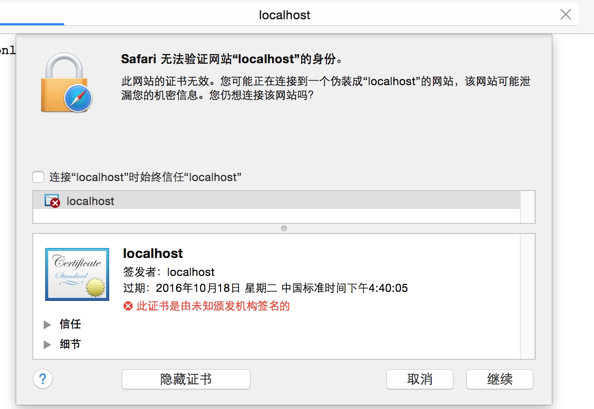 localhost
onl
Safari 无法验证网站“localhost”的身份。
此网站的证书无效。您可能正在连接到一个伪装成“localhost”的网站，该网站可能泄
漏您的机密信息。您仍想连接该网站吗？
连接“localhost”时始终信任“localhost”
localhost
Certificate
Standard
localhost
签发者：localhost
过期：2016年10月18日 星期二 中国标准时间下午4:40:05
此证书是由未知颁发机构签名的
信任
细节
?
隐藏证书
取消
继续